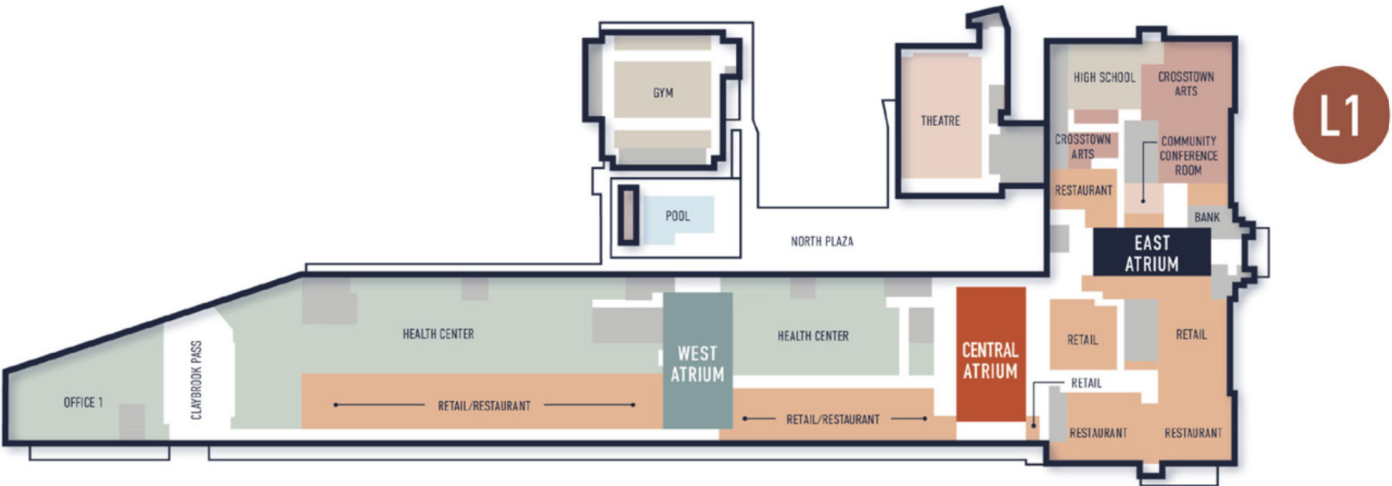 GYM
THEATRE
HIGH SCHOOL
CROSSTOWN
ARTS
L1
CROSSTOWN
ARTS
COMMUNITY
CONFERENCE
ROOM
RESTAURANT
POOL
BANK
NORTH PLAZA
EAST
ATRIUM
HEALTH CENTER
HEALTH CENTER
WEST
ATRIUM
CENTRAL
ATRIUM
RETAIL
RETAIL
CLAYBROOK PASS
RETAIL
OFFICE 1
RETAIL/RESTAURANT
RETAIL/RESTAURANT
RESTAURANT
RESTAURANT